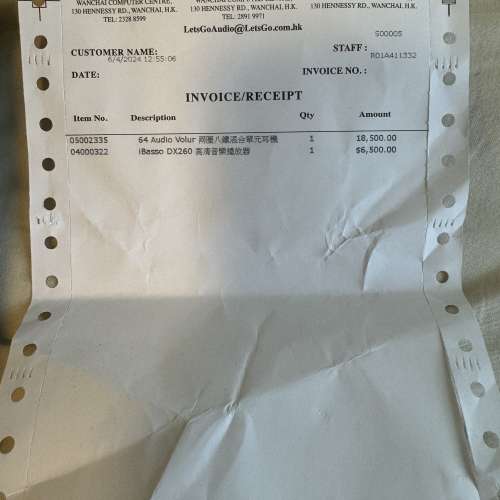 WANCHAI COMPUTER CENTRE,
130 HENNESSY RD., WANCHAI, H.K. 130 HENNESSY RD., WANCHAI, H.K. 130 HENNESSY RD., WANCHAI, H.K.
TEL: 2328 8599 TEL: 2891 9971
LetsGoAudio@LetsGo.com.hk
S00005
CUSTOMER NAME: STAFF :
6/4/2024 12:55:06 R01A411332
DATE: INVOICE NO. :
INVOICE/RECEIPT
Item No. Description Qty Amount
05002335 64 Audio Volur 兩圈八鐵混合單元耳機 1 18,500.00
04000322 iBasso DX260 高清音樂播放器 1 $6,500.00